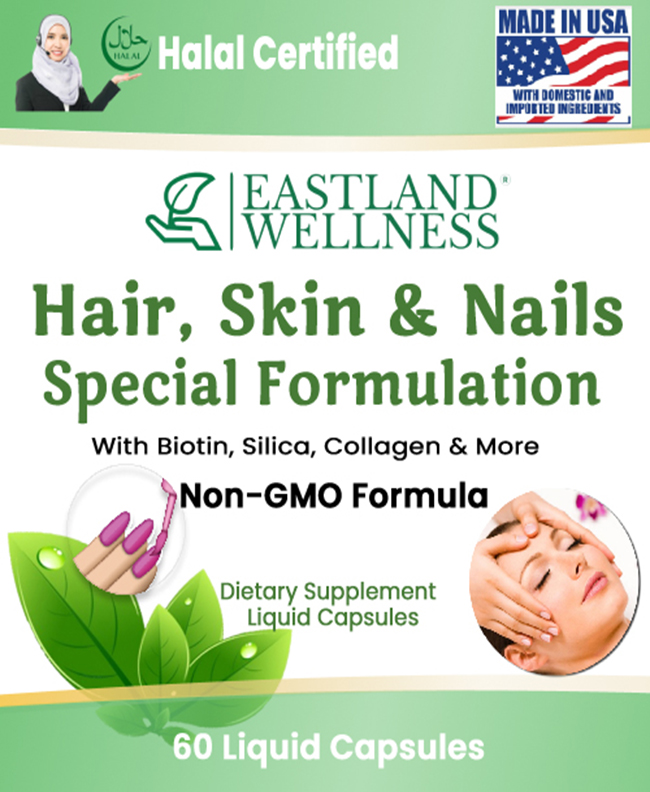 حلال
HALAL
Halal Certified
MADE IN USA
WITH DOMESTIC AND
IMPORTED INGREDIENTS
EASTLAND®
WELLNESS
Hair, Skin & Nails
Special Formulation
With Biotin, Silica, Collagen & More
Non-GMO Formula
Dietary Supplement
Liquid Capsules
60 Liquid Capsules